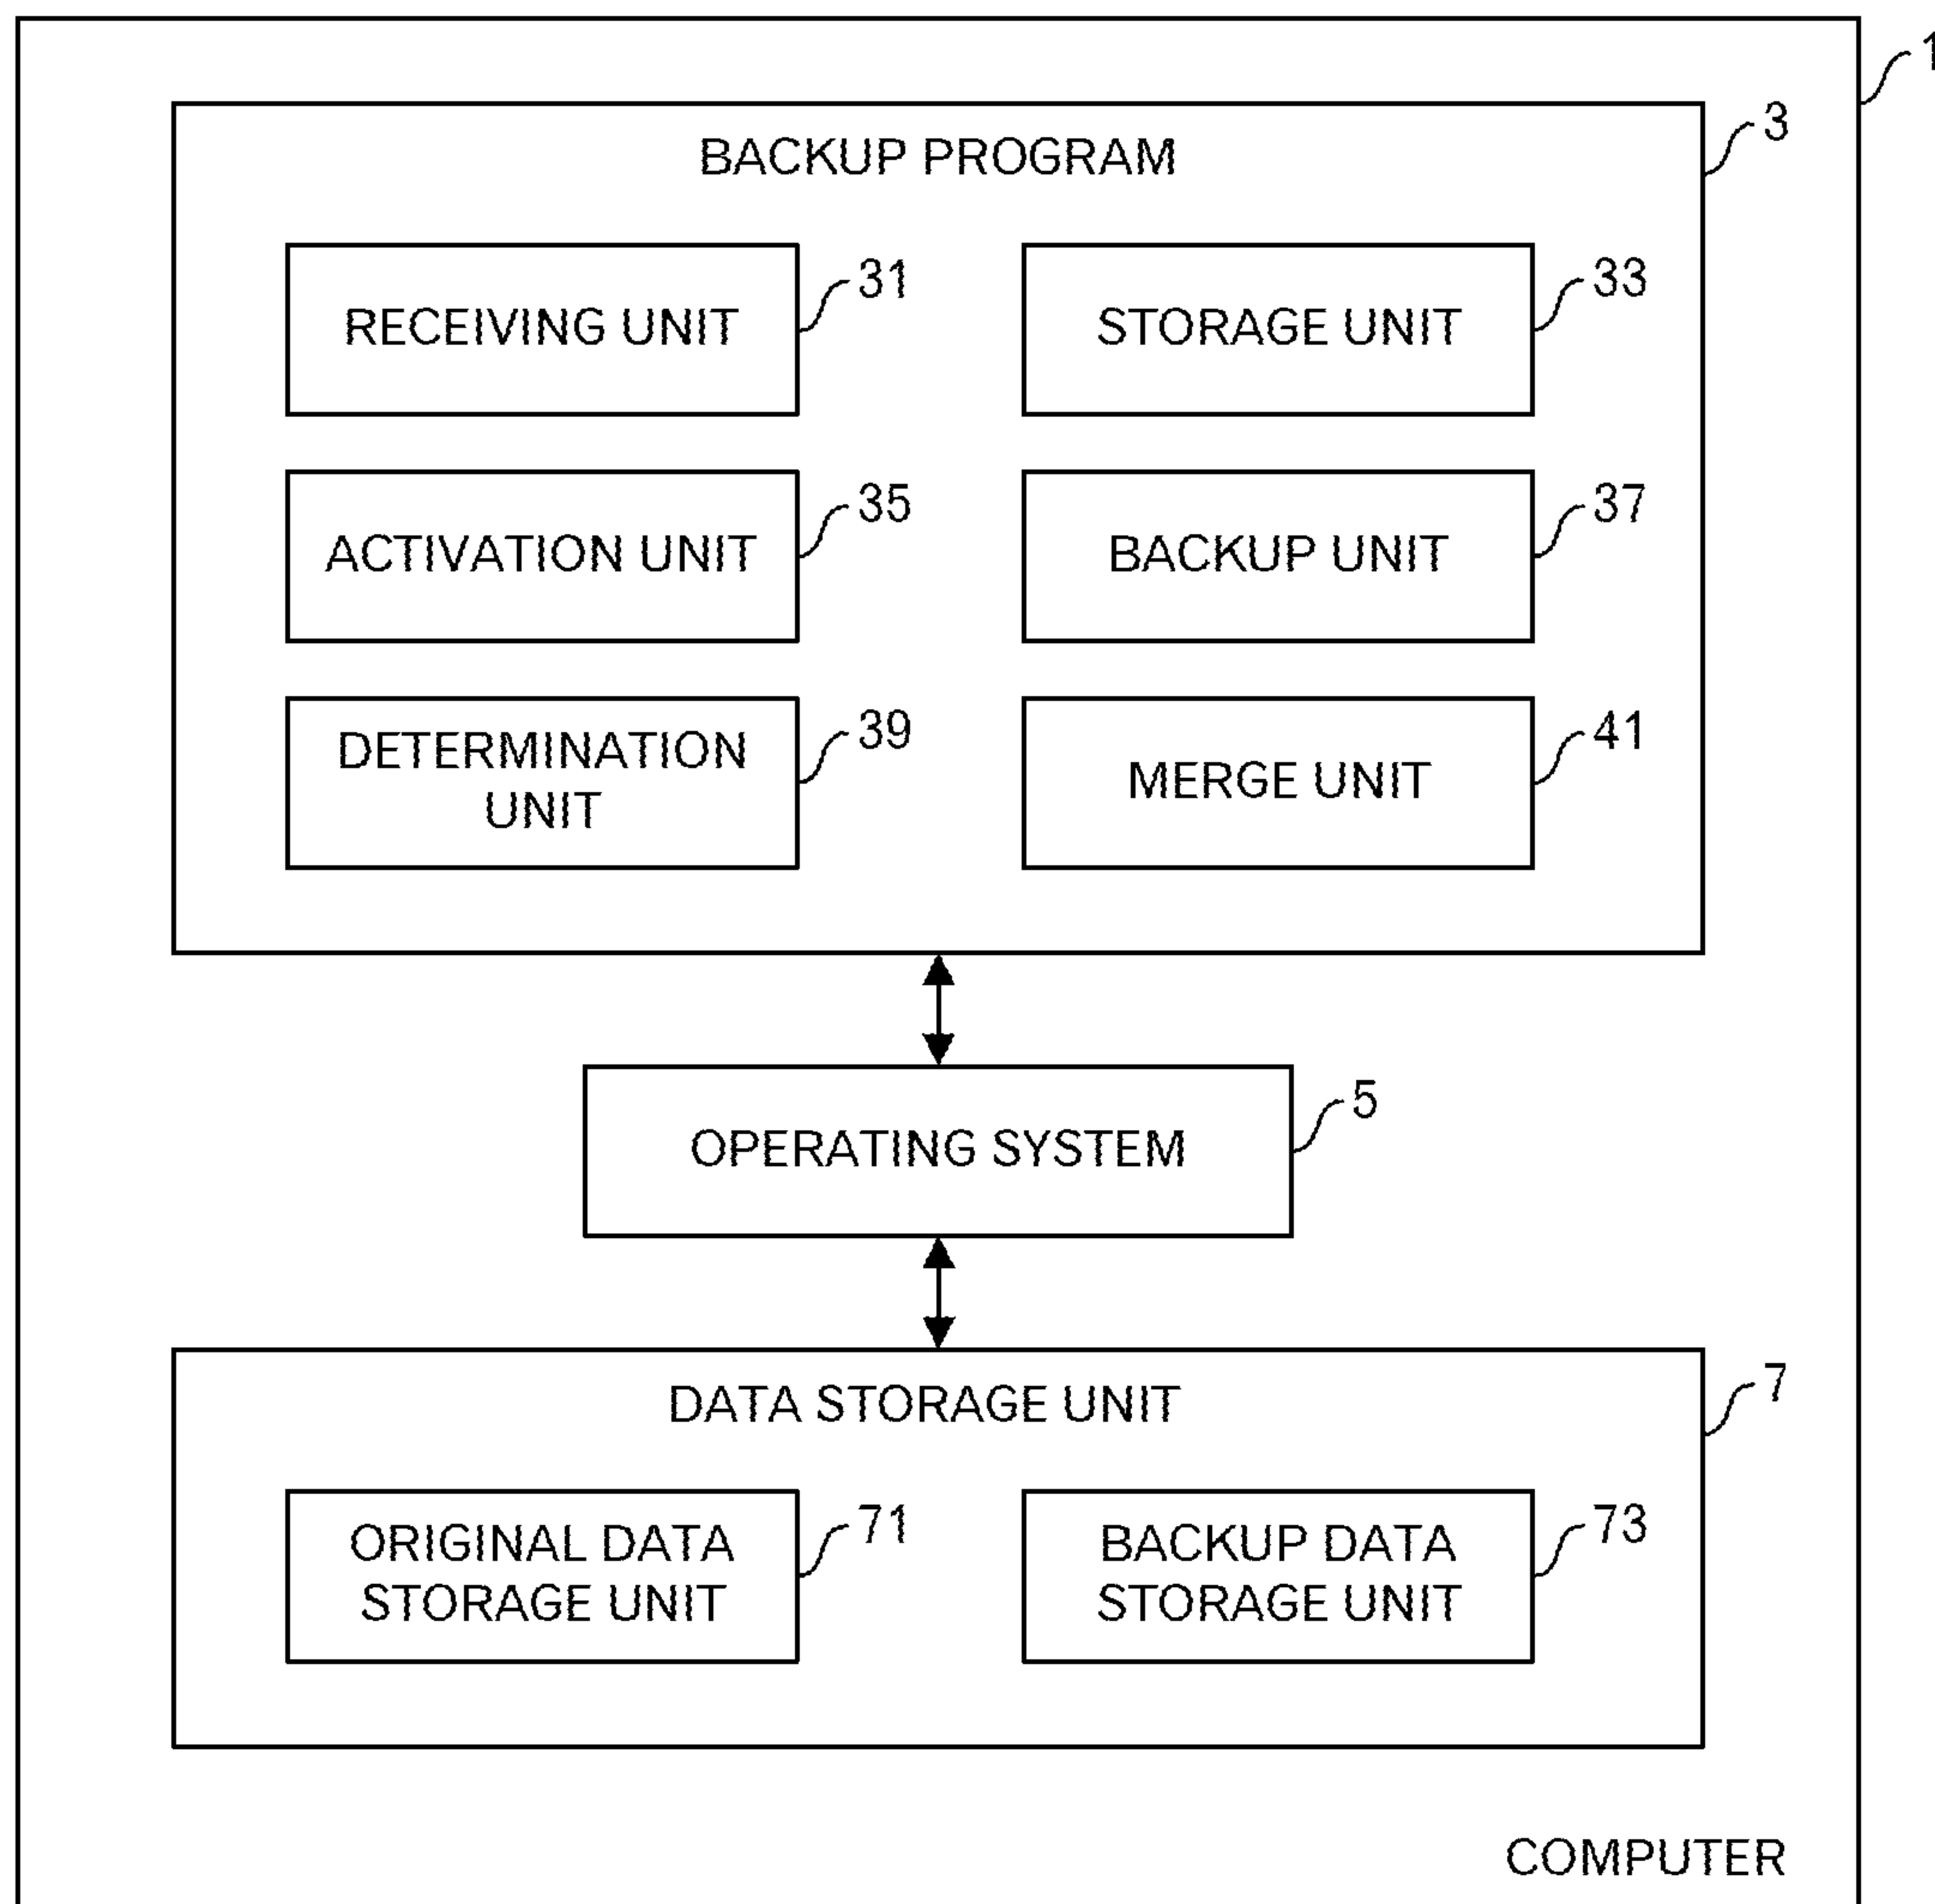 1
3
BACKUP PROGRAM
31
33
RECEIVING UNIT
STORAGE UNIT
35
37
ACTIVATION UNIT
BACKUP UNIT
39
41
DETERMINATION
UNIT
MERGE UNIT
5
OPERATING SYSTEM
7
DATA STORAGE UNIT
71
73
ORIGINAL DATA
STORAGE UNIT
BACKUP DATA
STORAGE UNIT
COMPUTER